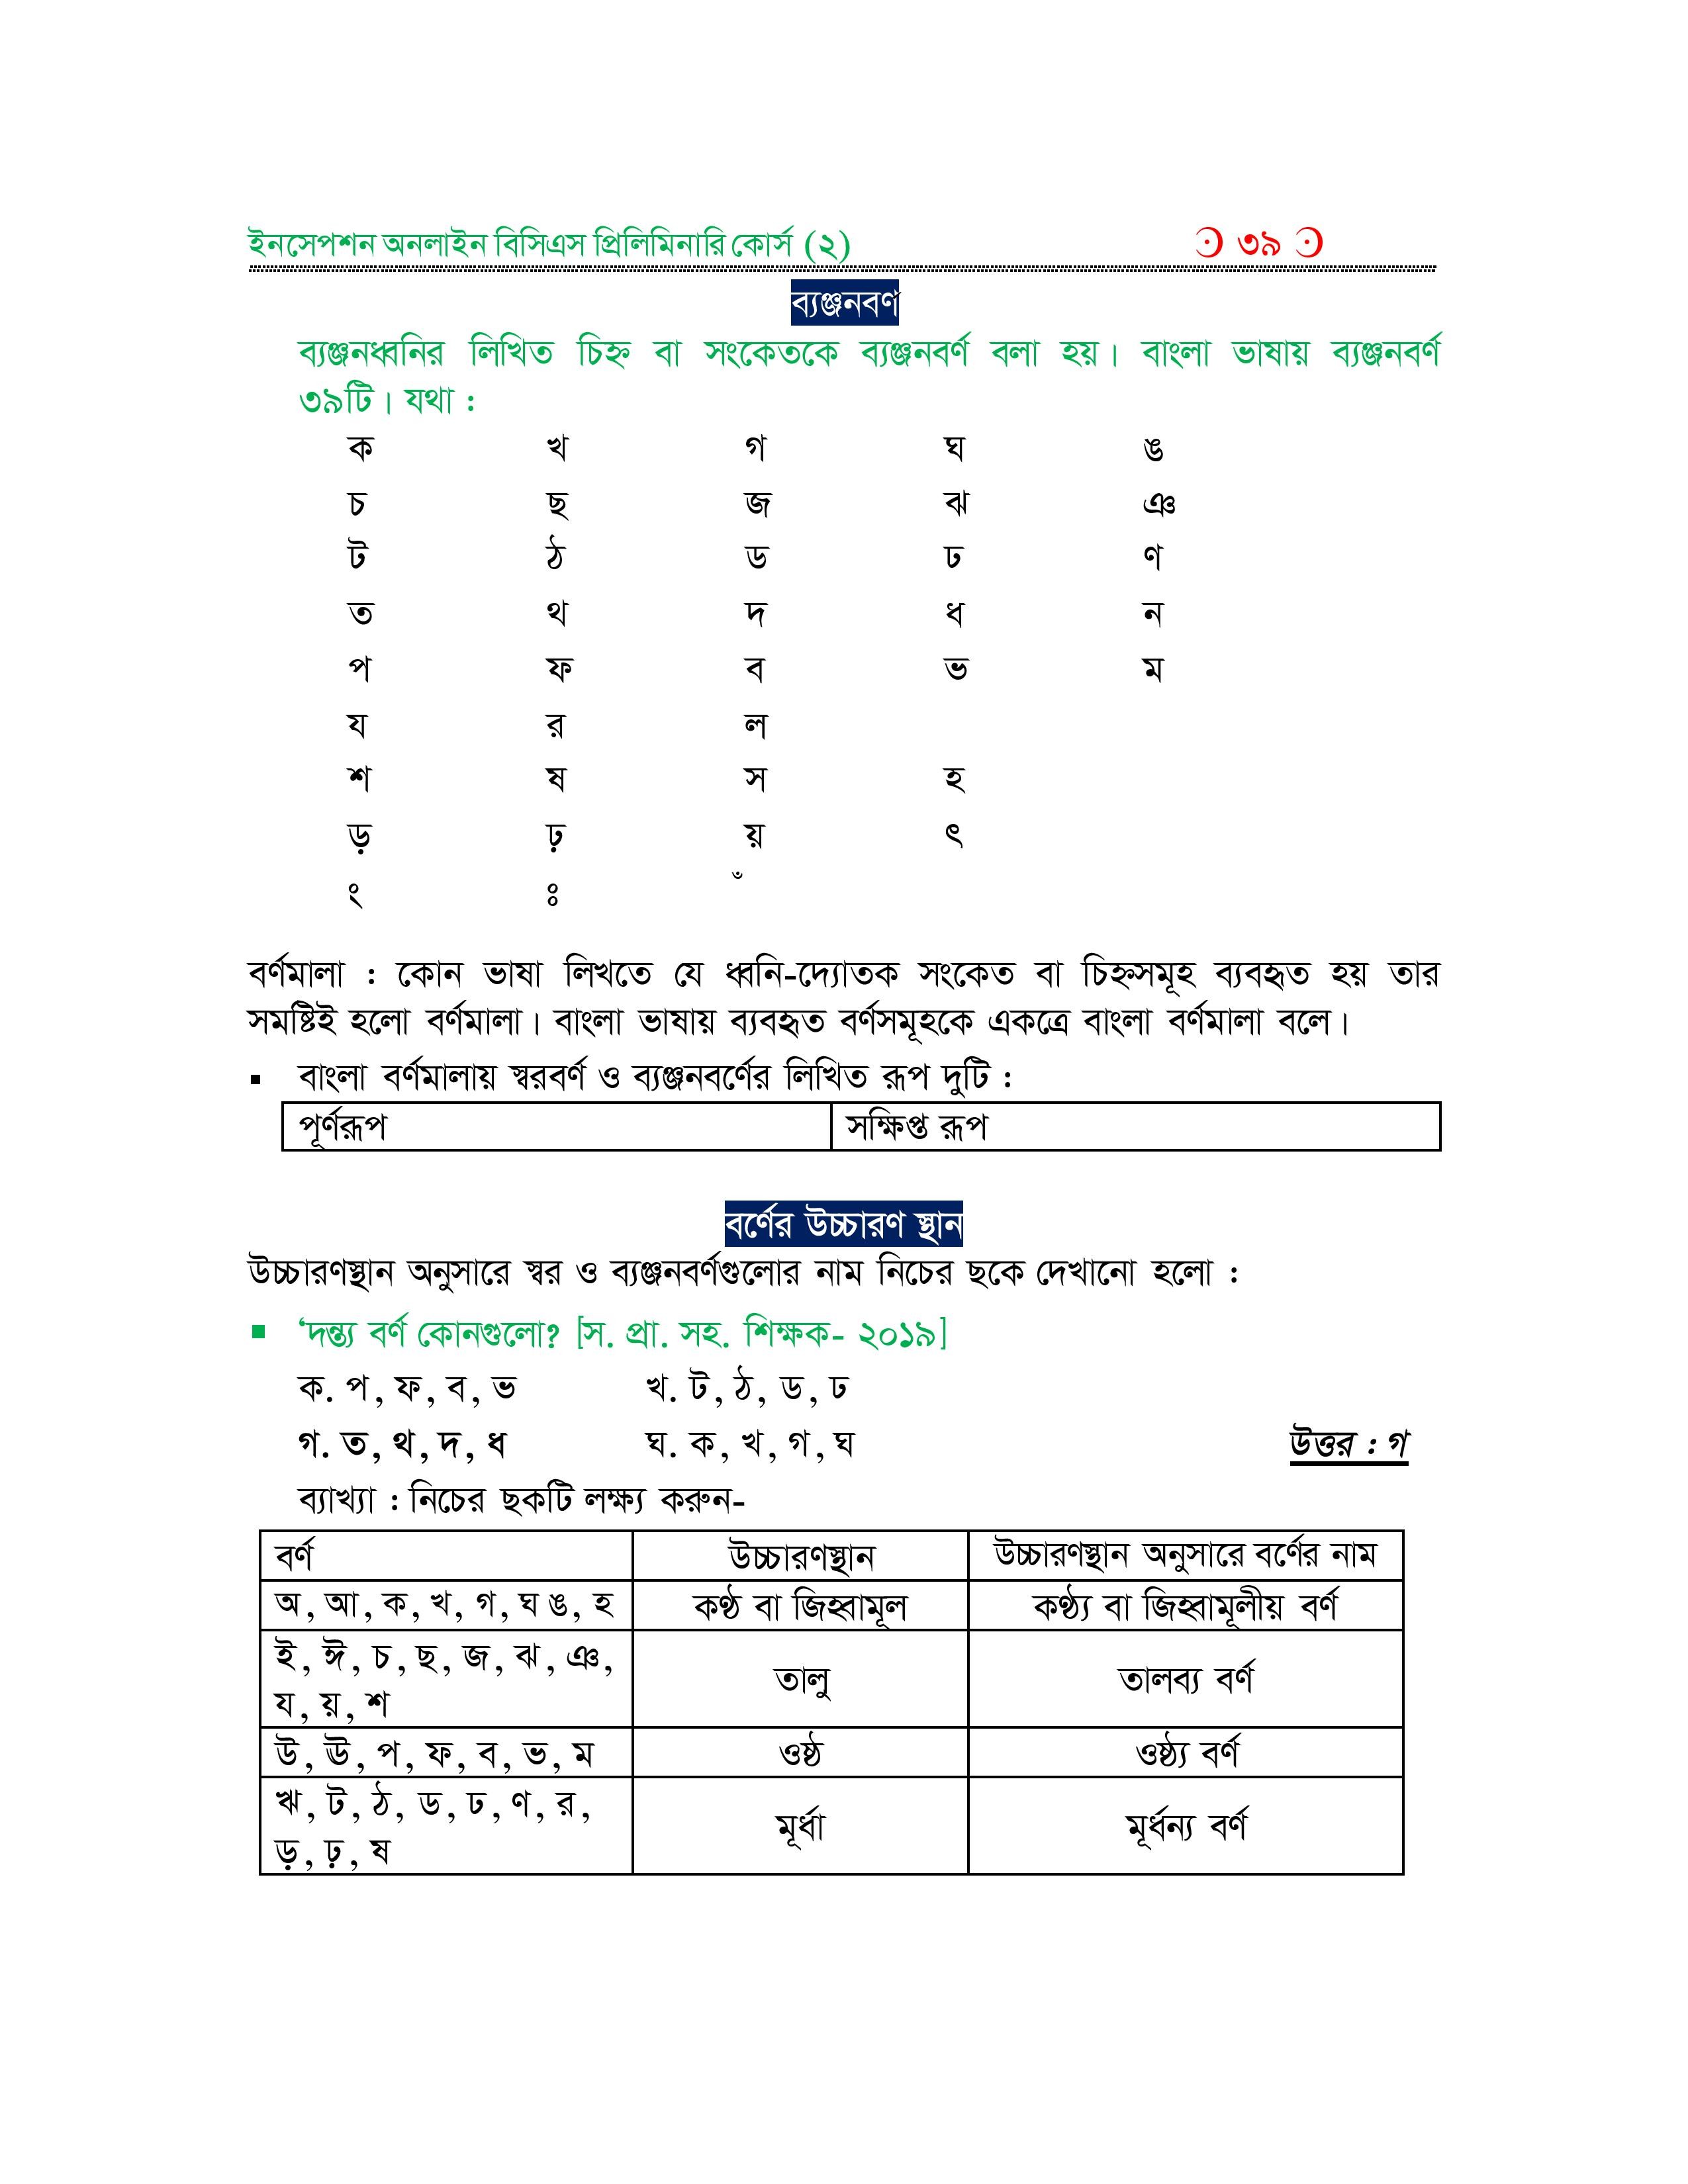 ইনসেপশন অনলাইন বিসিএস প্রিলিমিনারি কোর্স (২) ৩৯
ব্যঞ্জনবর্ণ
ব্যঞ্জনধ্বনির লিখিত চিহ্ন বা সংকেতকে ব্যঞ্জনবর্ণ বলা হয়। বাংলা ভাষায় ব্যঞ্জনবর্ণ
৩৯টি। যথা :
ক খ গ ঘ ঙ
চ ছ জ ঝ ঞ
ট ঠ ড ঢ ণ
ত থ দ ধ ন
প ফ ব ভ ম
য র ল
শ ষ স হ
ড় ঢ় য় ৎ
ং ঃ ঁ
বর্ণমালা : কোন ভাষা লিখতে যে ধ্বনি-দ্যোতক সংকেত বা চিহ্নসমূহ ব্যবহৃত হয় তার
সমষ্টিই হলো বর্ণমালা। বাংলা ভাষায় ব্যবহৃত বর্ণসমূহকে একত্রে বাংলা বর্ণমালা বলে।
▪ বাংলা বর্ণমালায় স্বরবর্ণ ও ব্যঞ্জনবর্ণের লিখিত রূপ দুটি :
পূর্ণরূপ সংক্ষিপ্ত রূপ
বর্ণের উচ্চারণ স্থান
উচ্চারণস্থান অনুসারে স্বর ও ব্যঞ্জনবর্ণগুলোর নাম নিচের ছকে দেখানো হলো :
▪ ‘দন্ত্য বর্ণ কোনগুলো? [স. প্রা. সহ. শিক্ষক- ২০১৯]
ক. প, ফ, ব, ভ খ. ট, ঠ, ড, ঢ
গ. ত, থ, দ, ধ ঘ. ক, খ, গ, ঘ উত্তর : গ
ব্যাখ্যা : নিচের ছকটি লক্ষ্য করুন-
বর্ণ উচ্চারণস্থান উচ্চারণস্থান অনুসারে বর্ণের নাম
অ, আ, ক, খ, গ, ঘ ঙ, হ কণ্ঠ বা জিহ্বামূল কণ্ঠ্য বা জিহ্বামূলীয় বর্ণ
ই, ঈ, চ, ছ, জ, ঝ, ঞ,
য, য়, শ তালু তালব্য বর্ণ
উ, ঊ, প, ফ, ব, ভ, ম ওষ্ঠ ওষ্ঠ্য বর্ণ
ঋ, ট, ঠ, ড, ঢ, ণ, র,
ড়, ঢ়, ষ মূর্ধা মূর্ধন্য বর্ণ